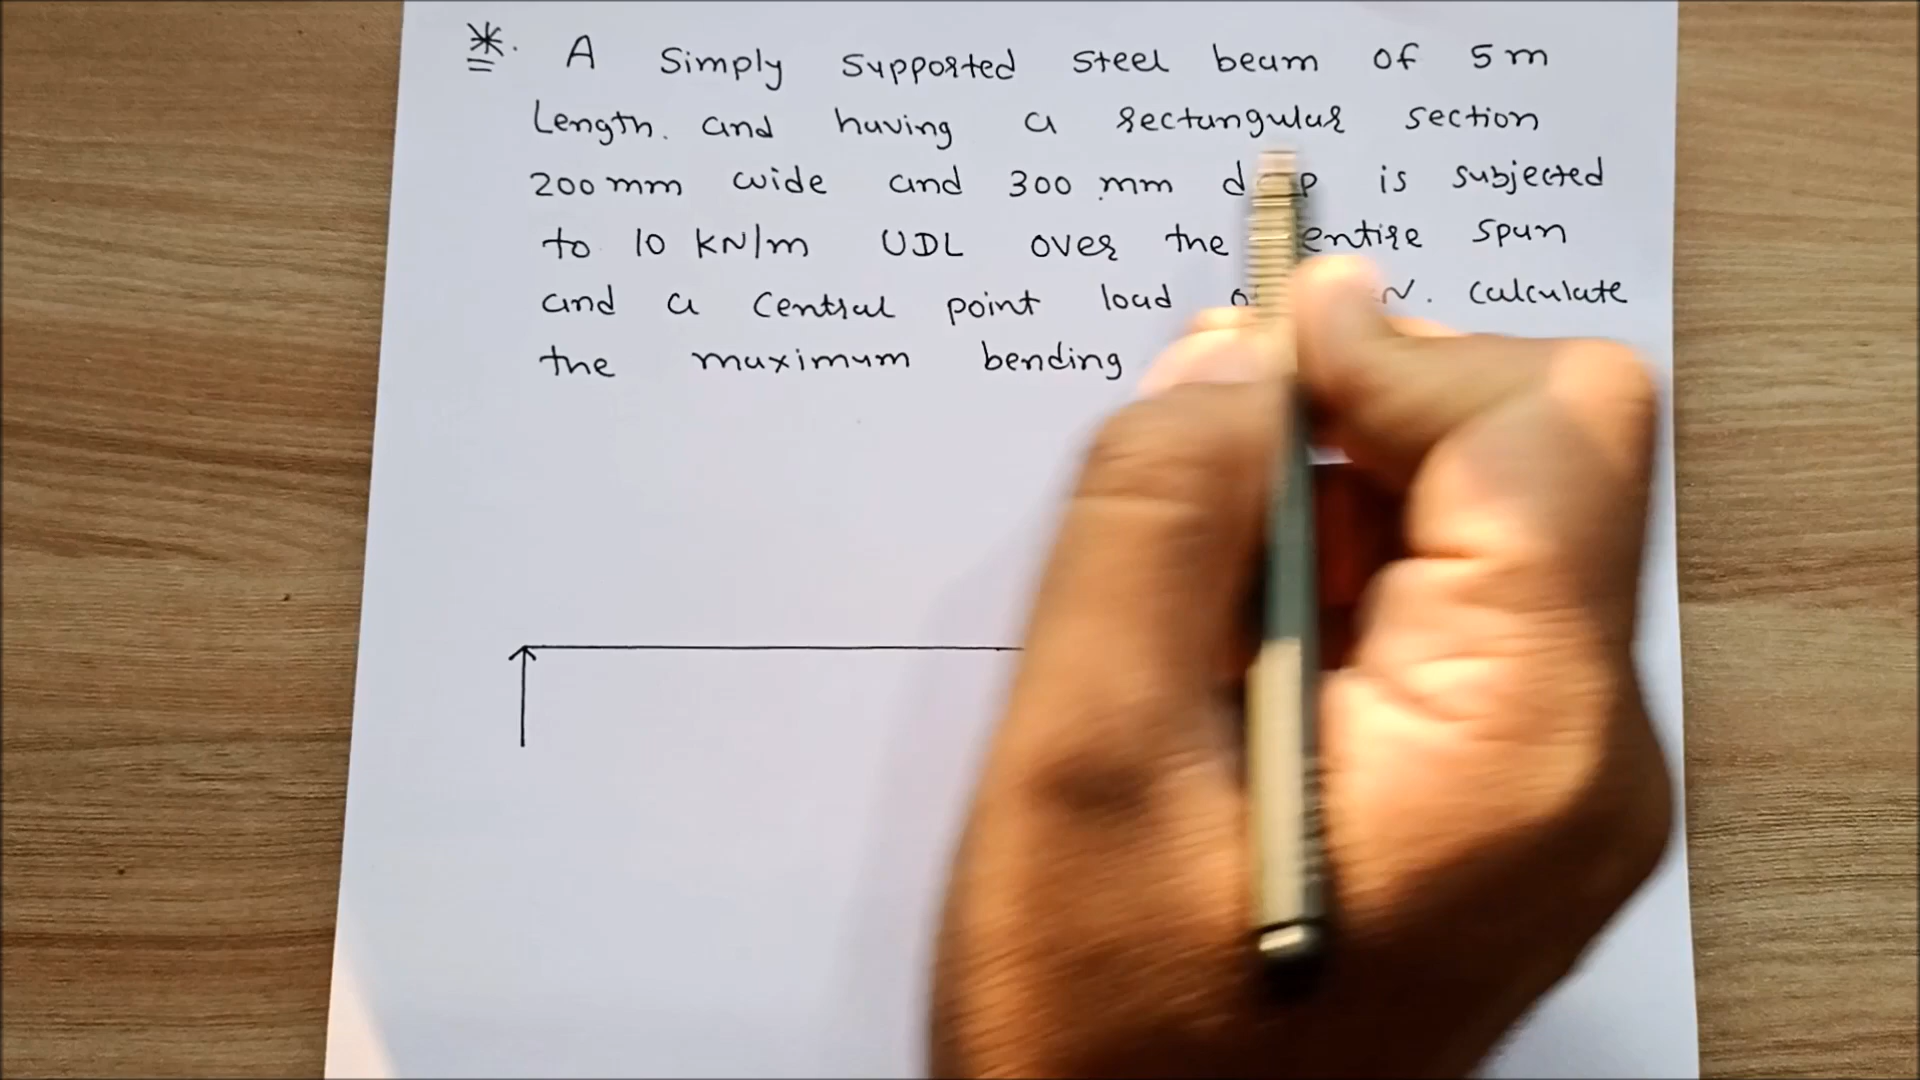 *. A Simply Supported Steel beam of 5 m
Length. and having a rectangular section
200 mm wide and 300 mm is subjected
to 10 KN/m UDL over the entire span
and a central point load calculate
the maximum bending